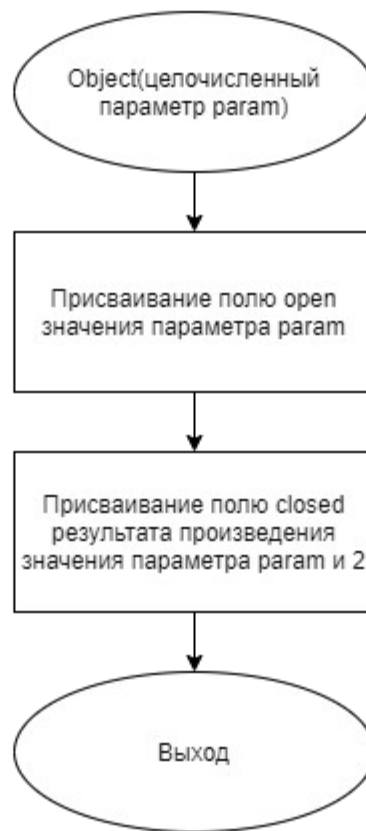 Object(целочисленный
параметр param)
Присваивание полю open
значения параметра param
Присваивание полю closed
результата произведения
значения параметра param и 2
Выход